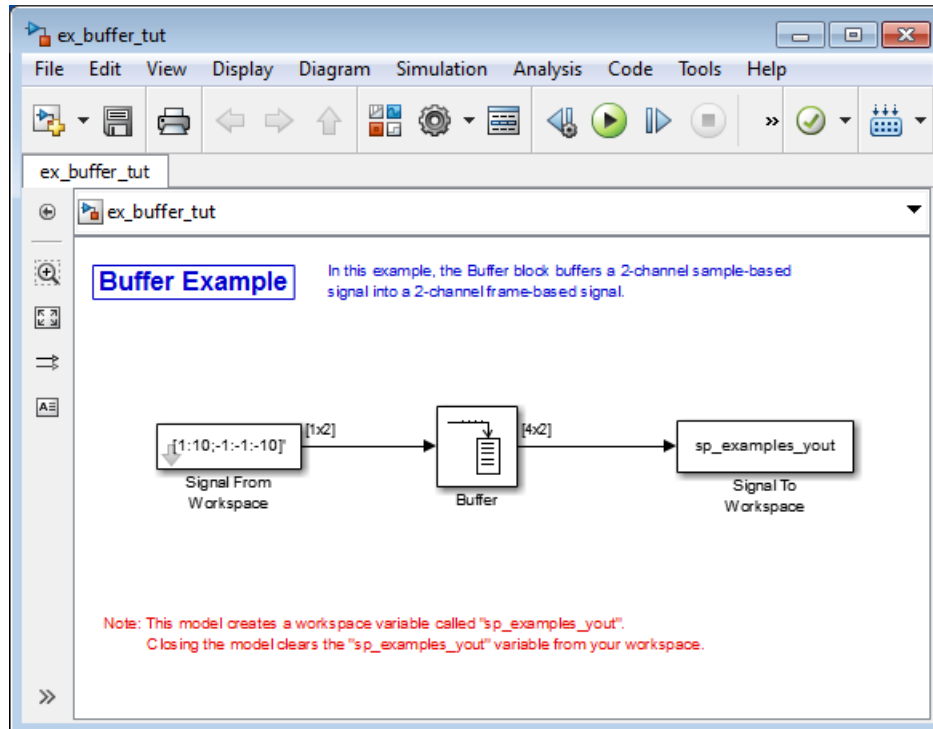 ex_buffer_tut
File Edit View Display Diagram Simulation Analysis Code Tools Help
»
ex_buffer_tut
ex_buffer_tut
Buffer Example
In this example, the Buffer block buffers a 2-channel sample-based
signal into a 2-channel frame-based signal.
[1:10;-1:-1:-10]'
[1x2]
[4x2]
sp_examples_yout
Signal From
Workspace
Buffer
Signal To
Workspace
Note: This model creates a workspace variable called "sp_examples_yout".
Closing the model clears the "sp_examples_yout" variable from your workspace.
»